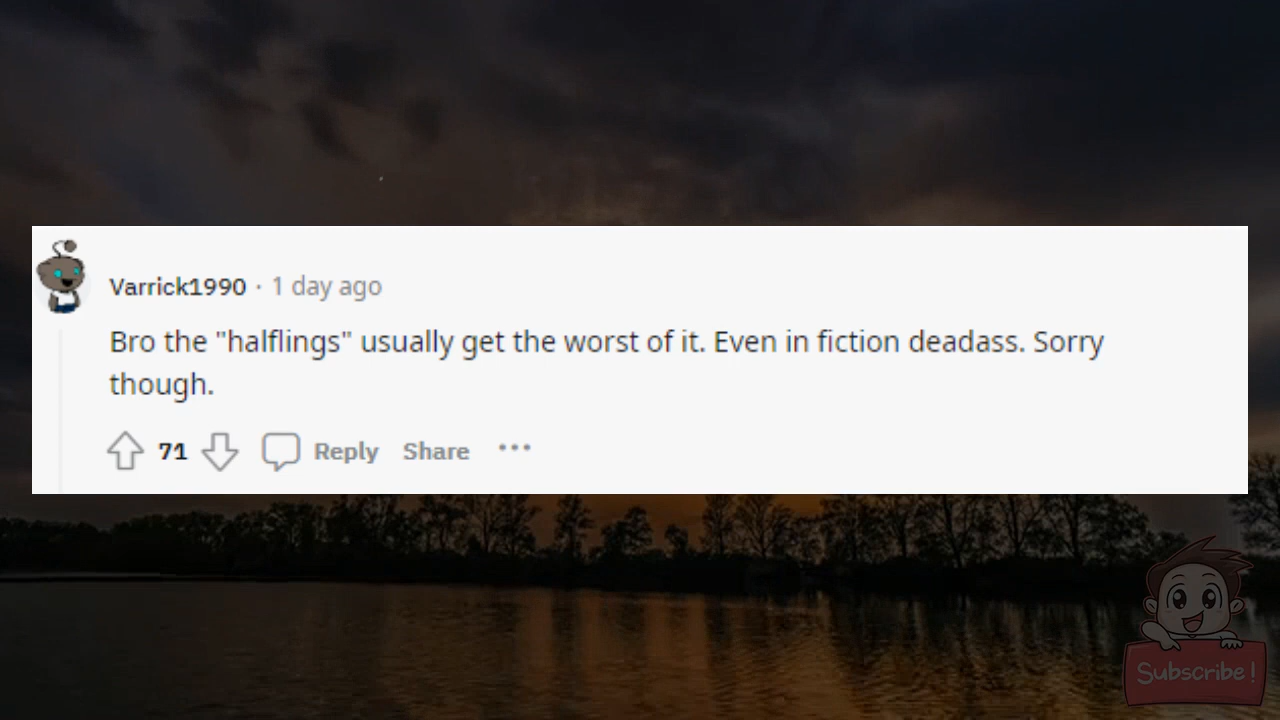 Varrick1990 · 1 day ago
Bro the "halflings" usually get the worst of it. Even in fiction deadass. Sorry
though.
71 Reply Share ···
Subscribe!